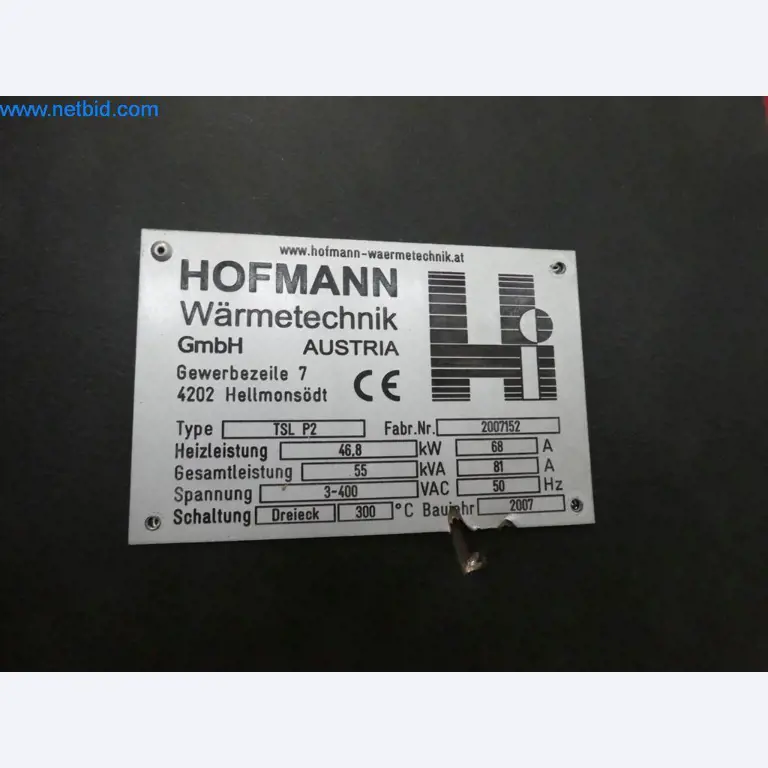 www.netbid.com
www.hofmann-waermetechnik.at
HOFMANN
Wärmetechnik
GmbH AUSTRIA
Gewerbezeile 7
4202 Hellmonsödt CE
Hi
Type TSL P2 Fabr.Nr. 2007152
Heizleistung 46,8 kW 68 A
Gesamtleistung 55 kVA 81 A
Spannung 3-400 VAC 50 Hz
Schaltung Dreieck 300 °C Baujahr 2007